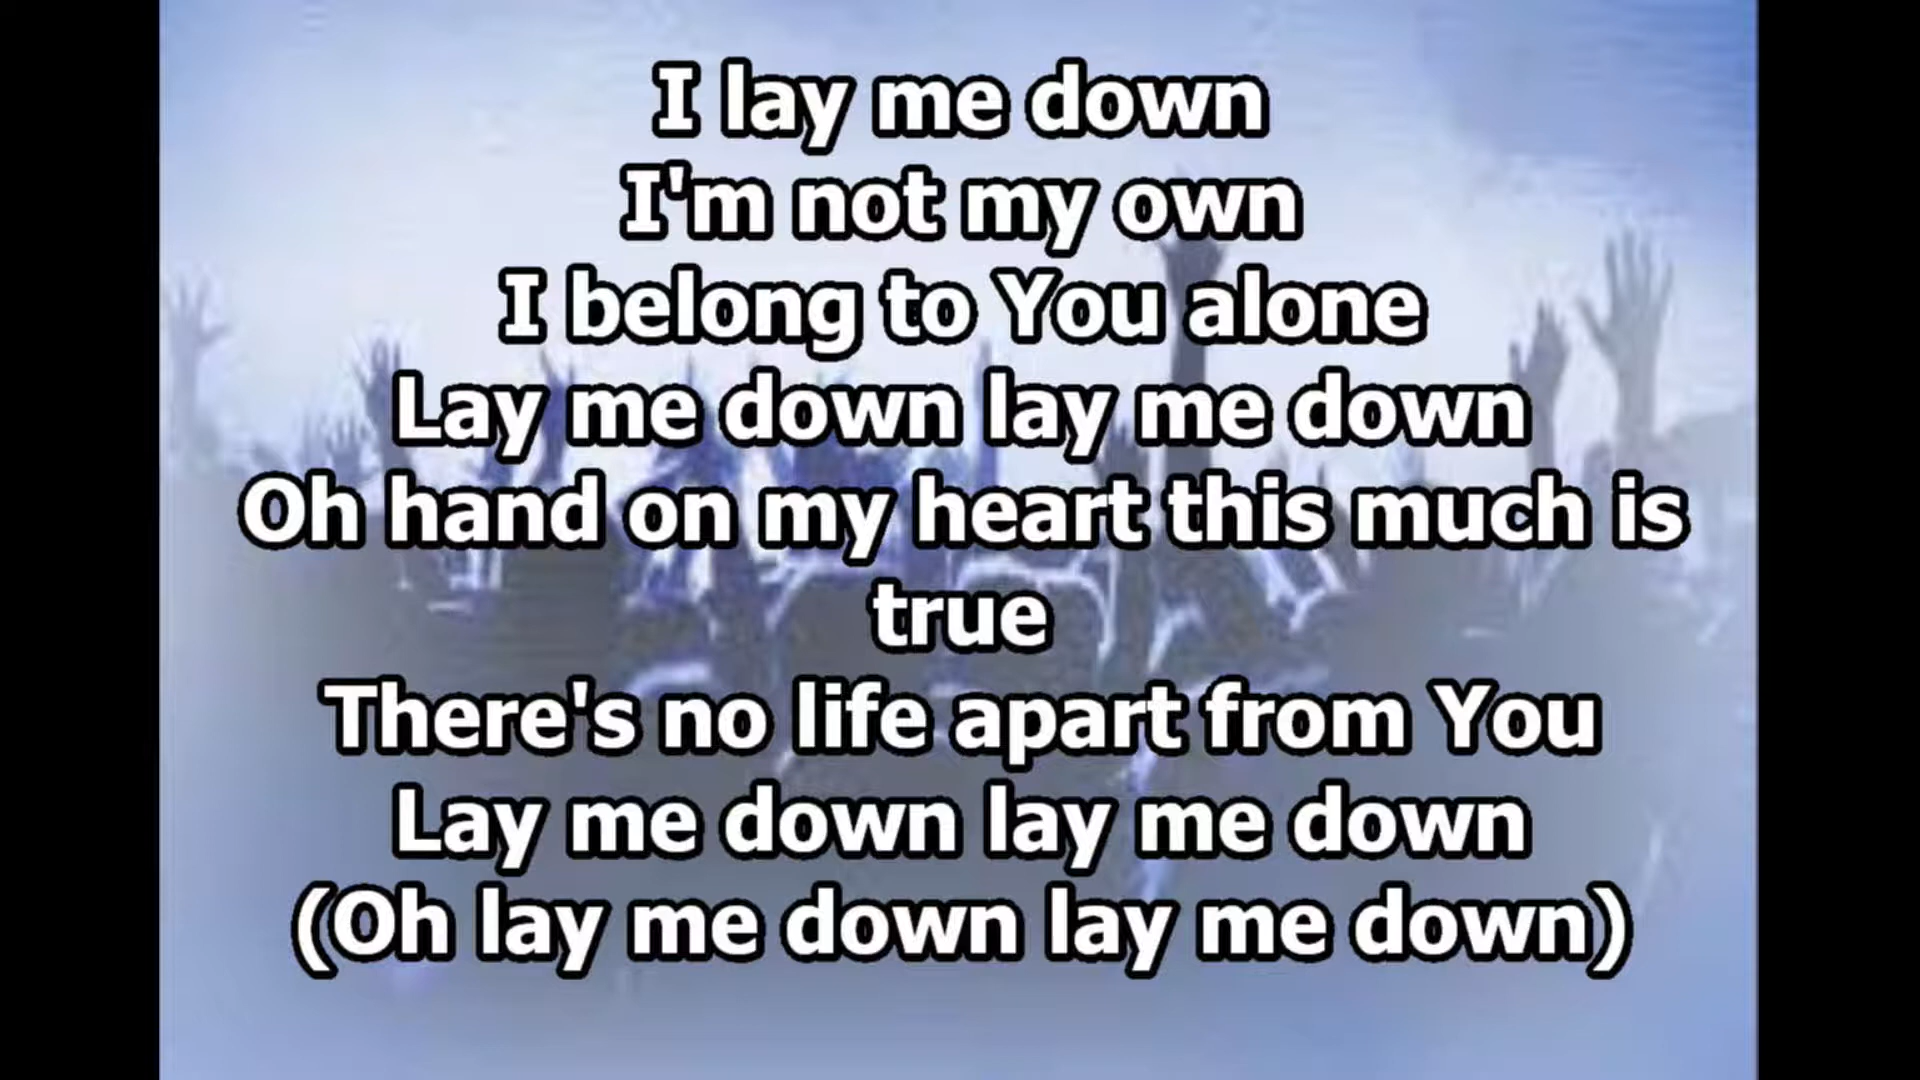 I lay me down
I'm not my own
I belong to You alone
Lay me down lay me down
Oh hand on my heart this much is
true
There's no life apart from You
Lay me down lay me down
(Oh lay me down lay me down)